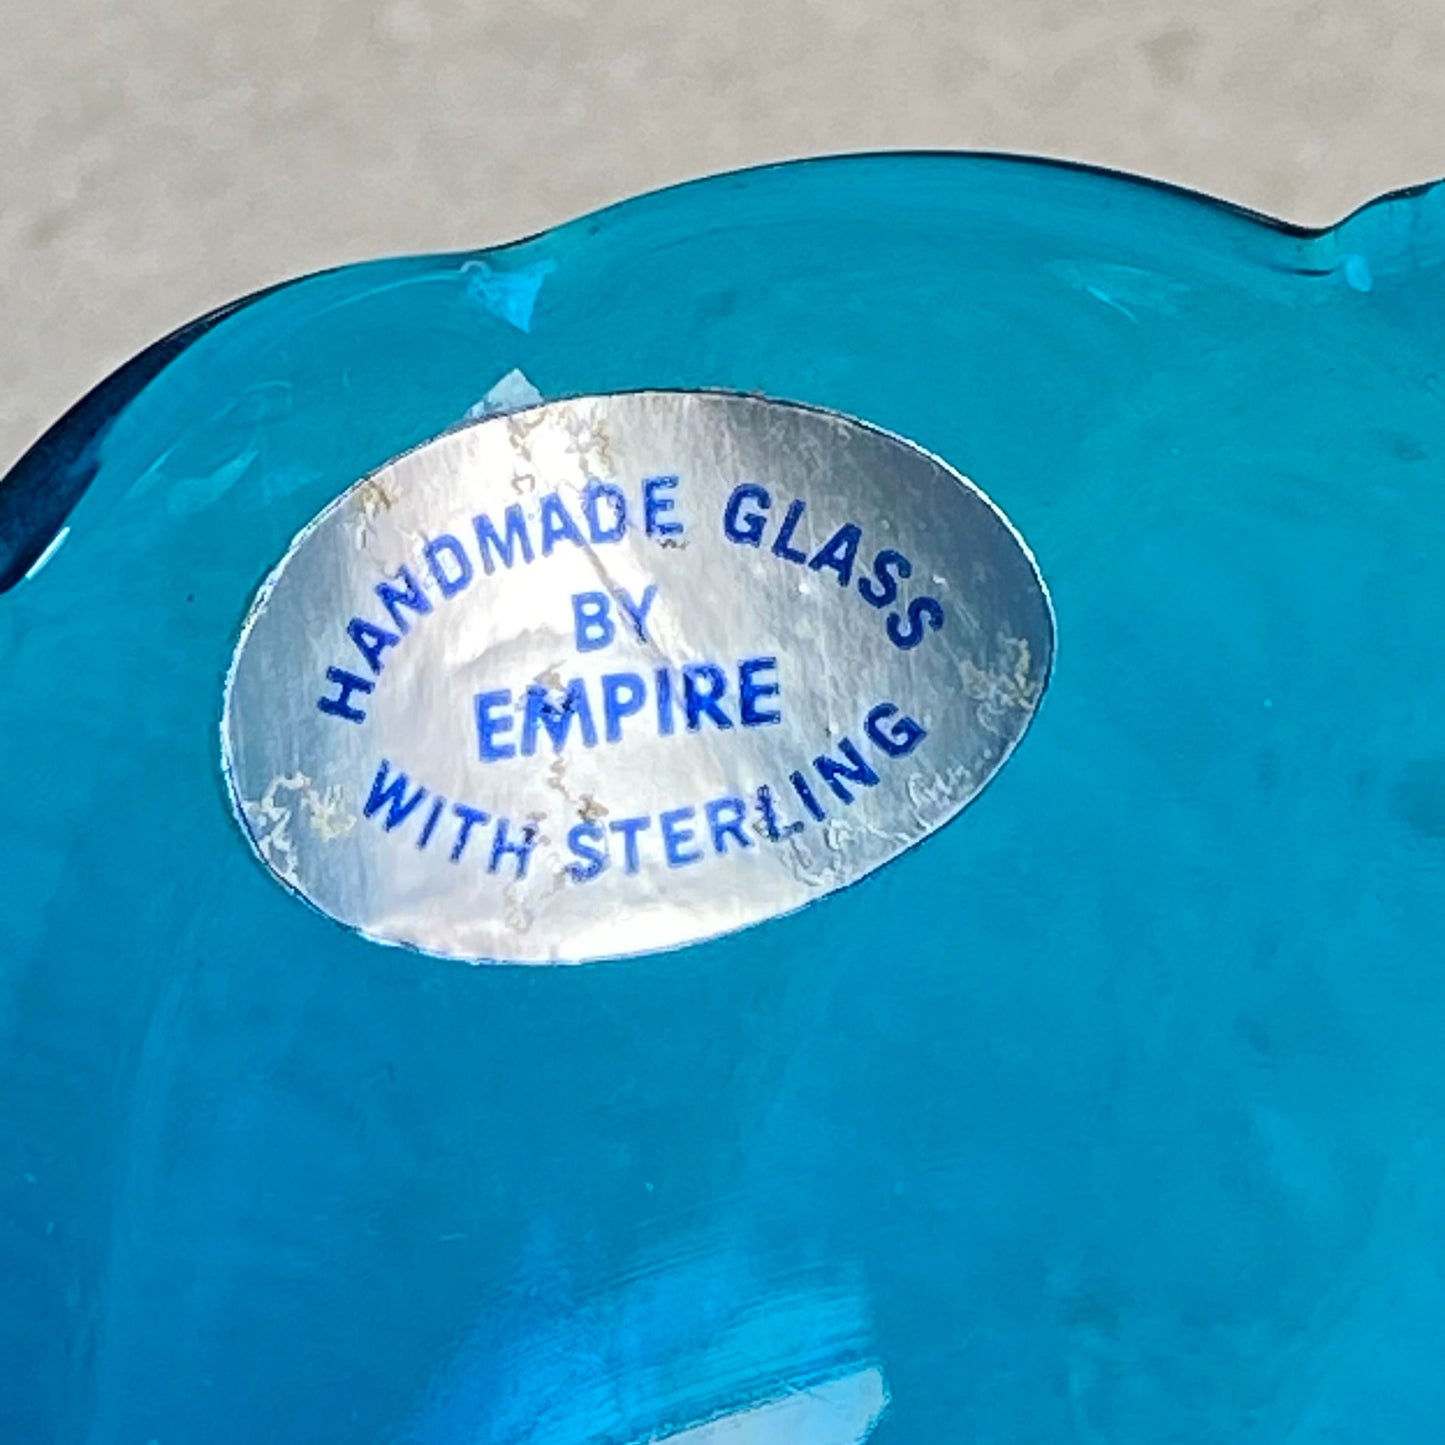 HANDMADE GLASS
BY
EMPIRE
WITH STERLING